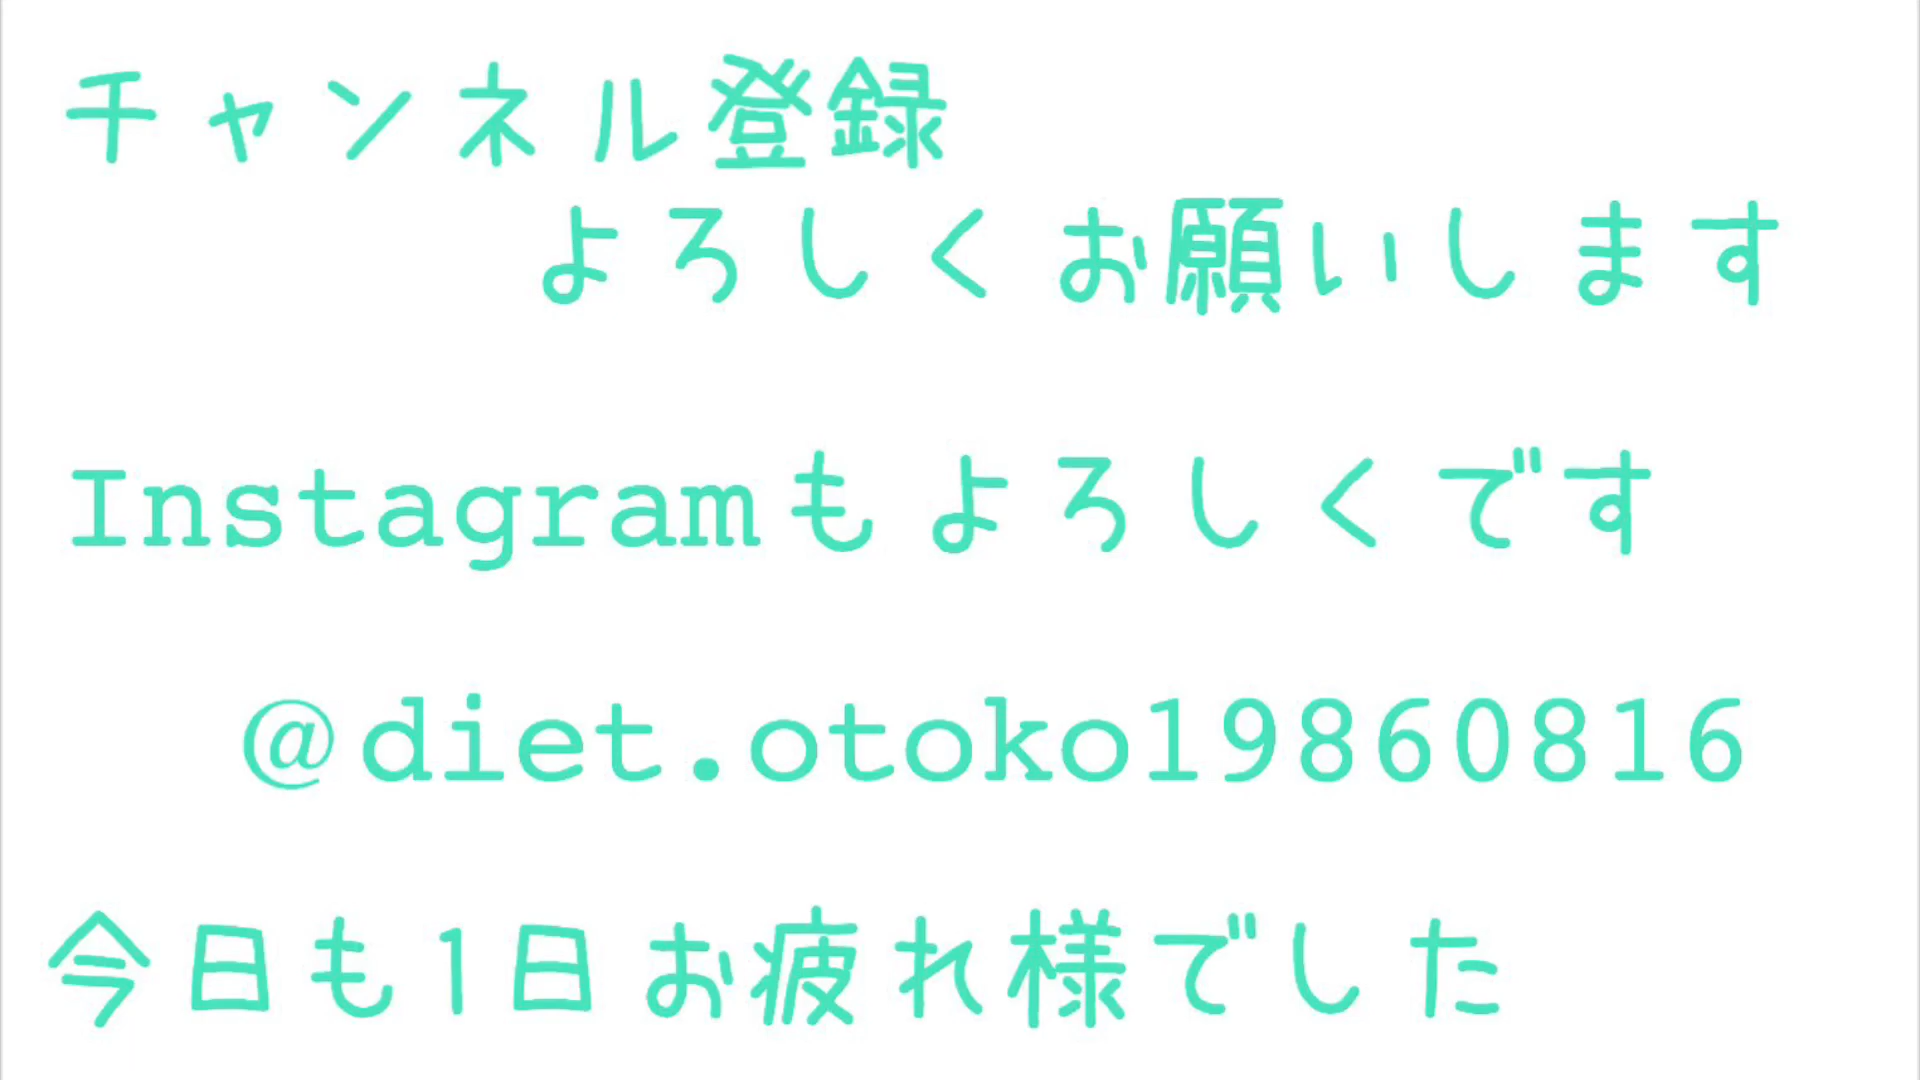 チャンネル登録
よろしくお願いします
Instagramもよろしくです
@diet.otoko19860816
今日も1日お疲れ様でした